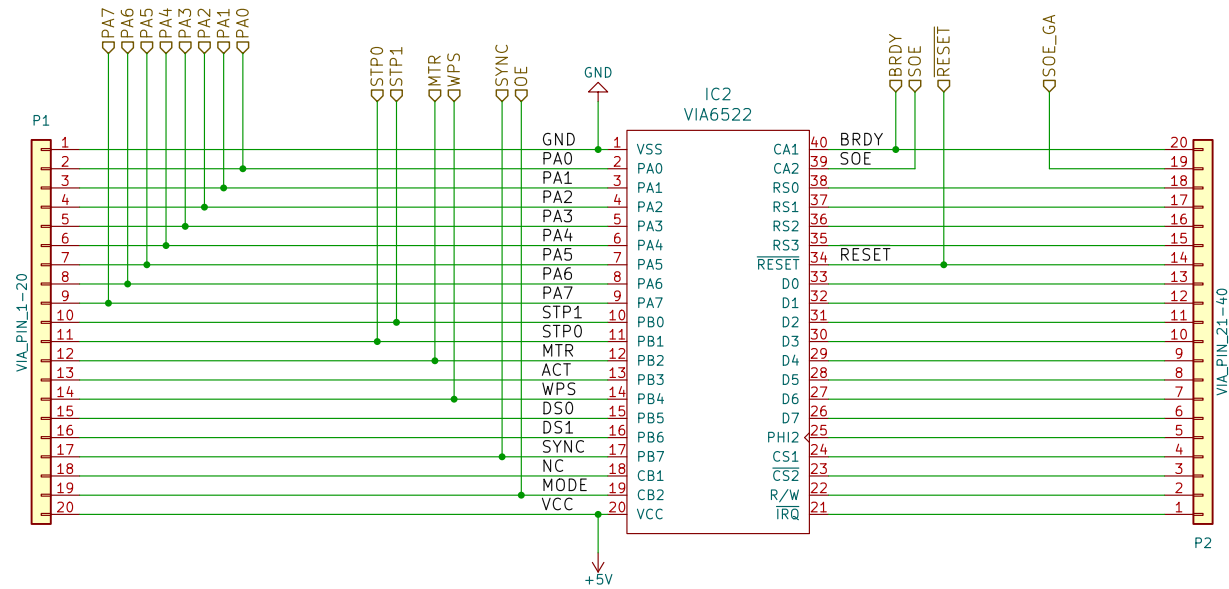 PA7
PA6
PA5
PA4
PA3
PA2
PA1
PA0
STP0
STP1
MTR
WPS
SYNC
OE
BRDY
SOE
RESET
SOE_GA
GND
IC2
VIA6522
P1
VIA_PIN_1-20
1 GND 1 VSS CA1 40 BRDY 20
2 PA0 2 PA0 CA2 39 SOE 19
3 PA1 3 PA1 RS0 38 18
4 PA2 4 PA2 RS1 37 17
5 PA3 5 PA3 RS2 36 16
6 PA4 6 PA4 RS3 35 15
7 PA5 7 PA5 RESET 34 RESET 14
8 PA6 8 PA6 D0 33 13
9 PA7 9 PA7 D1 32 12
10 STP1 10 PB0 D2 31 11
11 STP0 11 PB1 D3 30 10
12 MTR 12 PB2 D4 29 9
13 ACT 13 PB3 D5 28 8
14 WPS 14 PB4 D6 27 7
15 DS0 15 PB5 D7 26 6
16 DS1 16 PB6 PHI2 25 5
17 SYNC 17 PB7 CS1 24 4
18 NC 18 CB1 CS2 23 3
19 MODE 19 CB2 R/W 22 2
20 VCC 20 VCC IRQ 21 1
VIA_PIN_21-40
P2
+5V